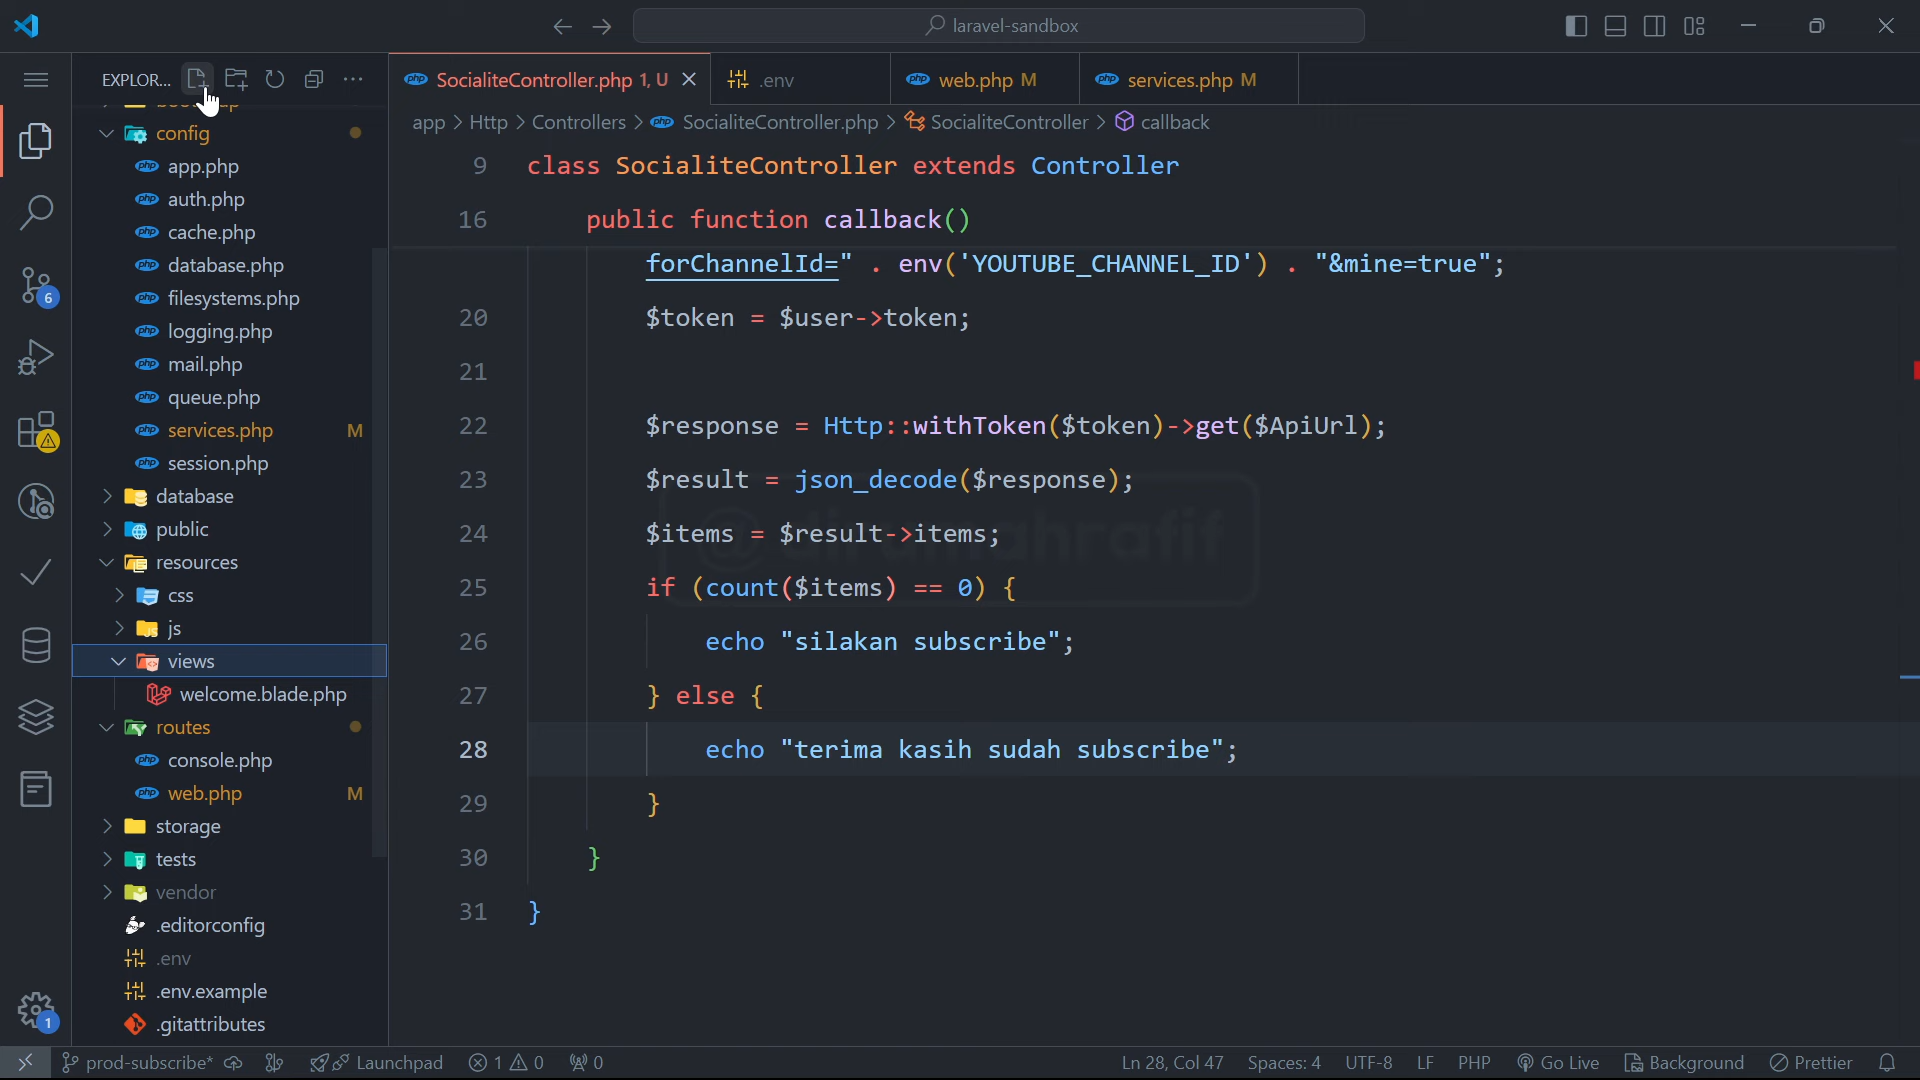 laravel-sandbox
EXPLOR...
SocialiteController.php 1, U
.env
web.php M
services.php M
app > Http > Controllers > SocialiteController.php > SocialiteController > callback
config
app.php
auth.php
cache.php
database.php
filesystems.php
logging.php
mail.php
queue.php
services.php M
session.php
database
public
resources
css
js
views
welcome.blade.php
routes
console.php
web.php M
storage
tests
vendor
.editorconfig
.env
.env.example
.gitattributes
6
1
9 class SocialiteController extends Controller
16 public function callback()
forChannelId=" . env('YOUTUBE_CHANNEL_ID') . "&mine=true";
20 $token = $user->token;
21
22 $response = Http::withToken($token)->get($ApiUrl);
23 $result = json_decode($response);
24 $items = $result->items;
25 if (count($items) == 0) {
26 echo "silakan subscribe";
27 } else {
28 echo "terima kasih sudah subscribe";
29 }
30 }
31 }
@dirumahrafif
prod-subscribe* Launchpad 1 0 0 Ln 28, Col 47 Spaces: 4 UTF-8 LF PHP Go Live Background Prettier